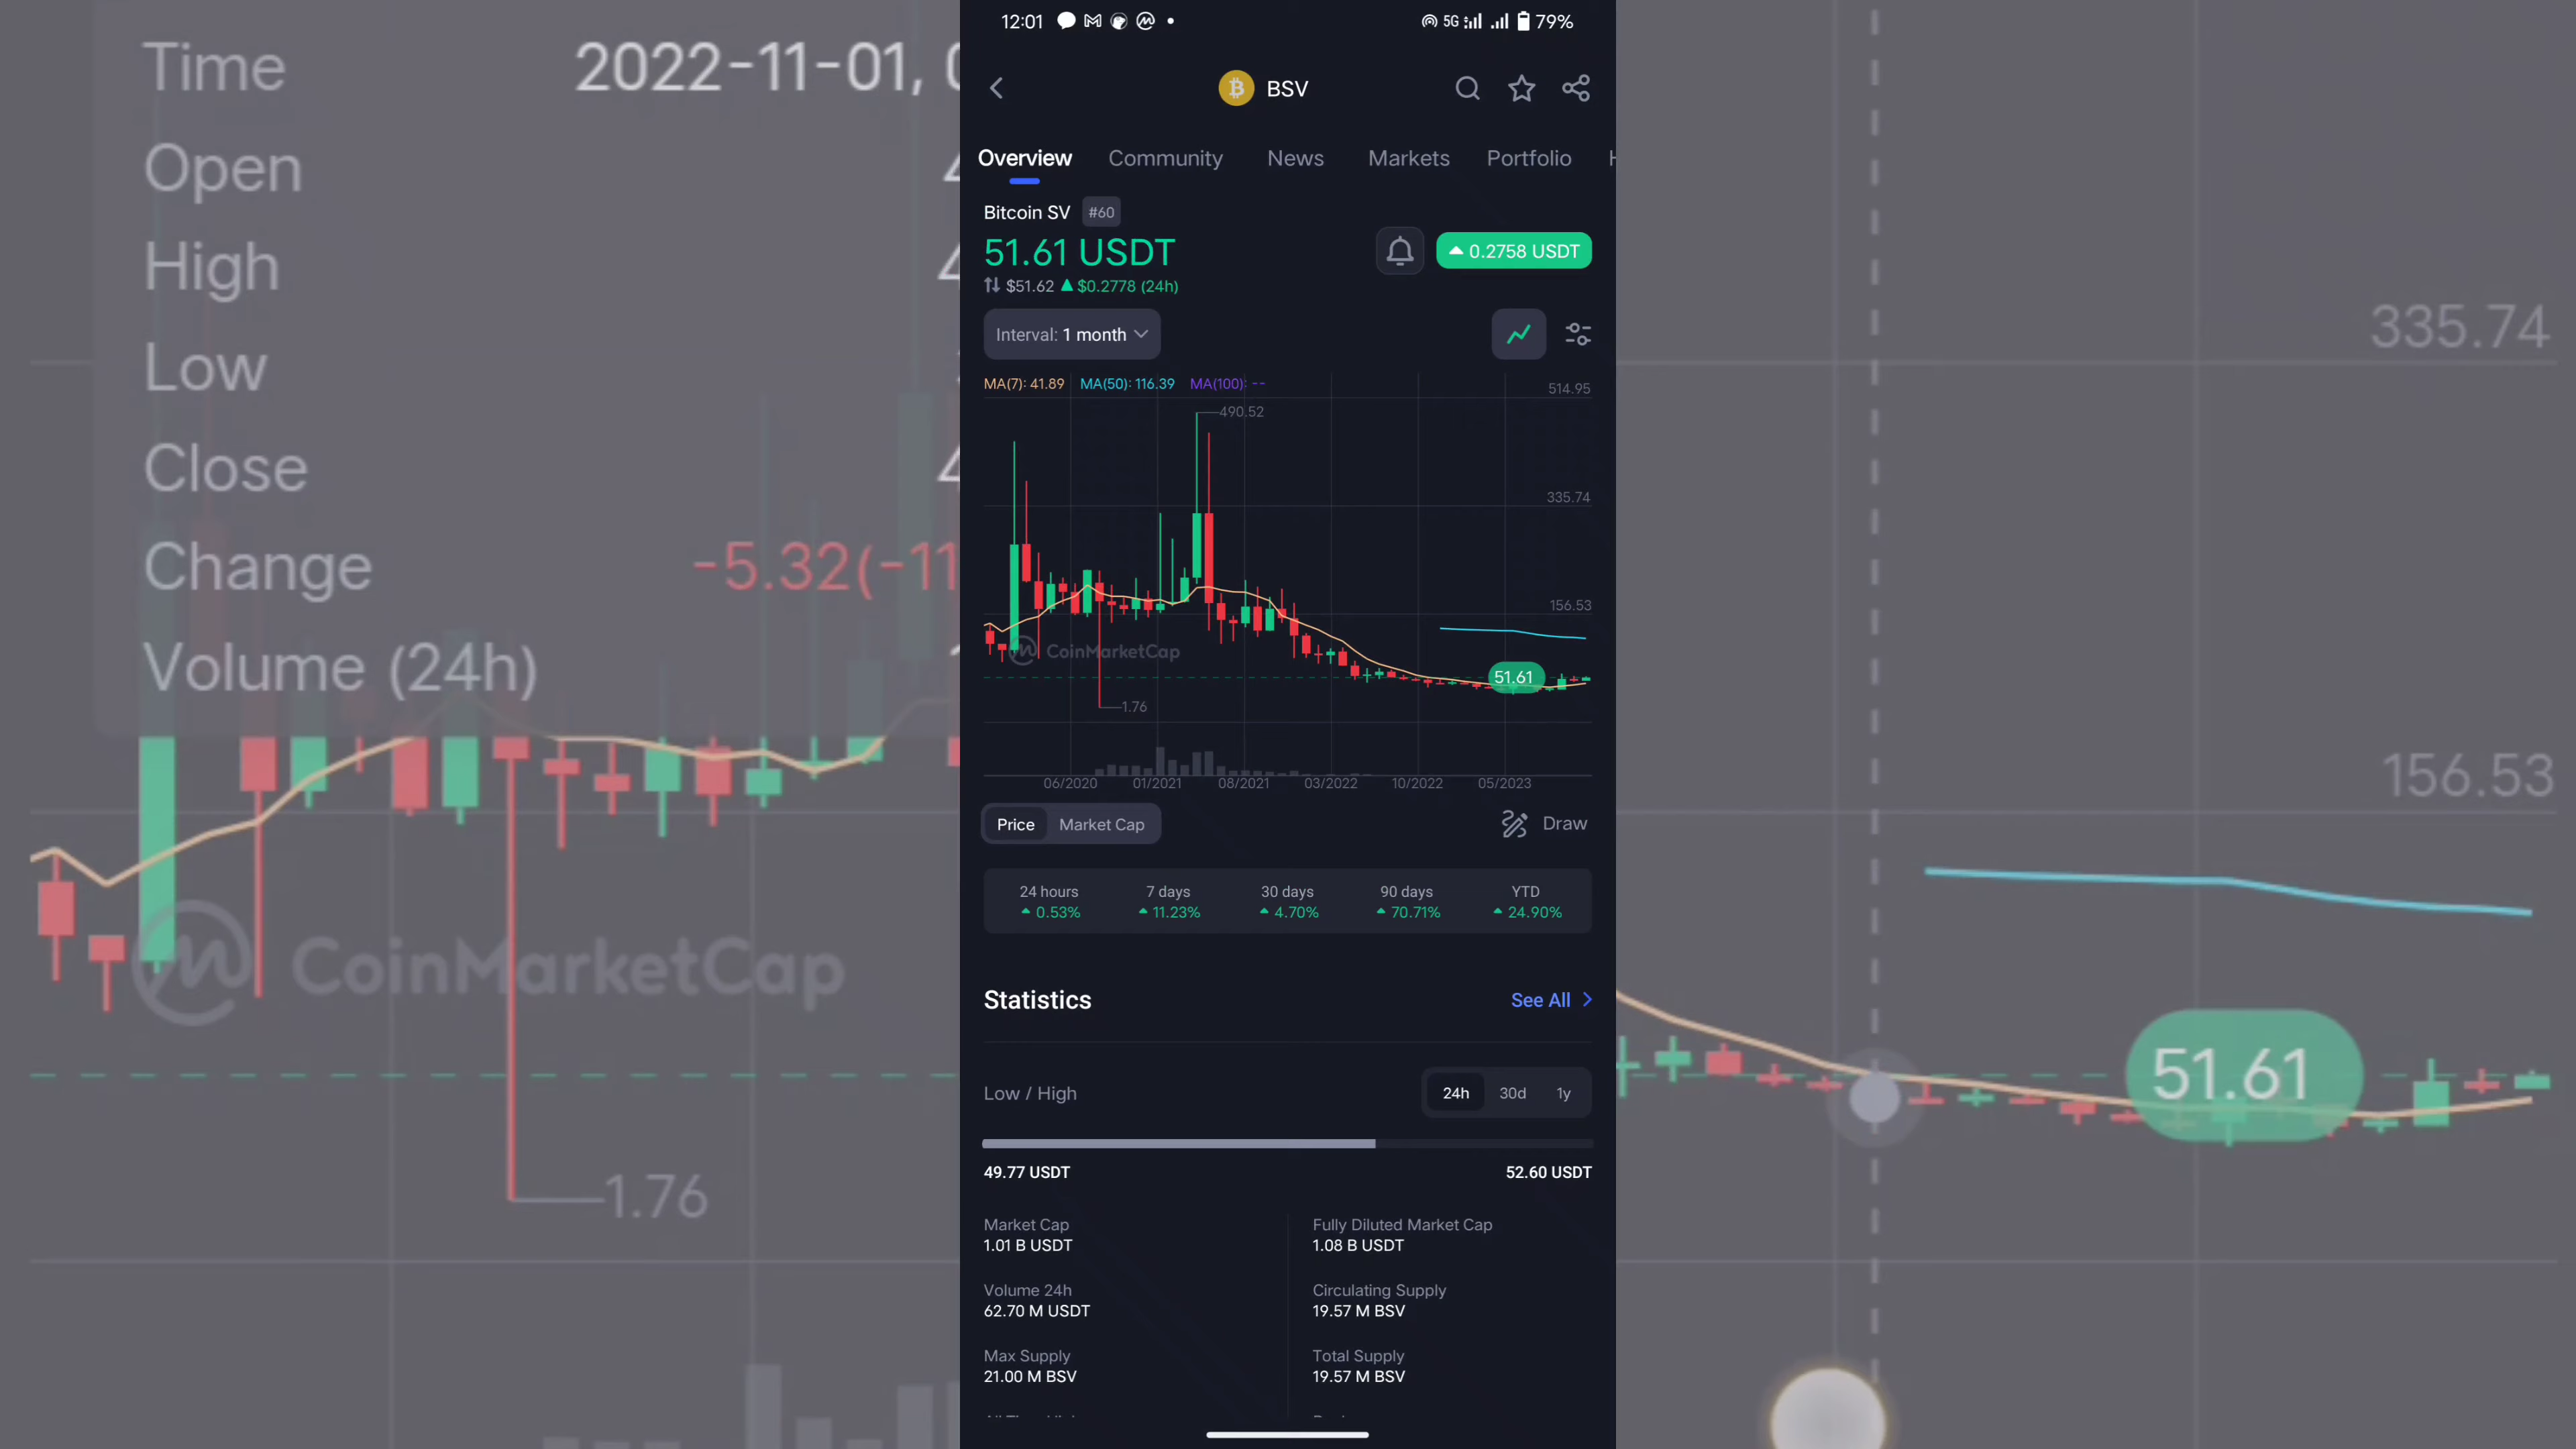 Time 2022-11-01,
Open
High
Low
Close
Change -5.32(-11
Volume (24h)
CoinMarketCap
1.76
12:01 5G 79%
BSV
Overview Community News Markets Portfolio
Bitcoin SV #60
51.61 USDT 0.2758 USDT
$51.62 $0.2778 (24h)
Interval: 1 month
MA(7): 41.89 MA(50): 116.39 MA(100): --
514.95
490.52
335.74
156.53
CoinMarketCap
51.61
1.76
06/2020 01/2021 08/2021 03/2022 10/2022 05/2023
Price Market Cap Draw
24 hours 7 days 30 days 90 days YTD
0.53% 11.23% 4.70% 70.71% 24.90%
Statistics See All
Low / High 24h 30d 1y
49.77 USDT 52.60 USDT
Market Cap Fully Diluted Market Cap
1.01 B USDT 1.08 B USDT
Volume 24h Circulating Supply
62.70 M USDT 19.57 M BSV
Max Supply Total Supply
21.00 M BSV 19.57 M BSV
335.74
156.53
51.61